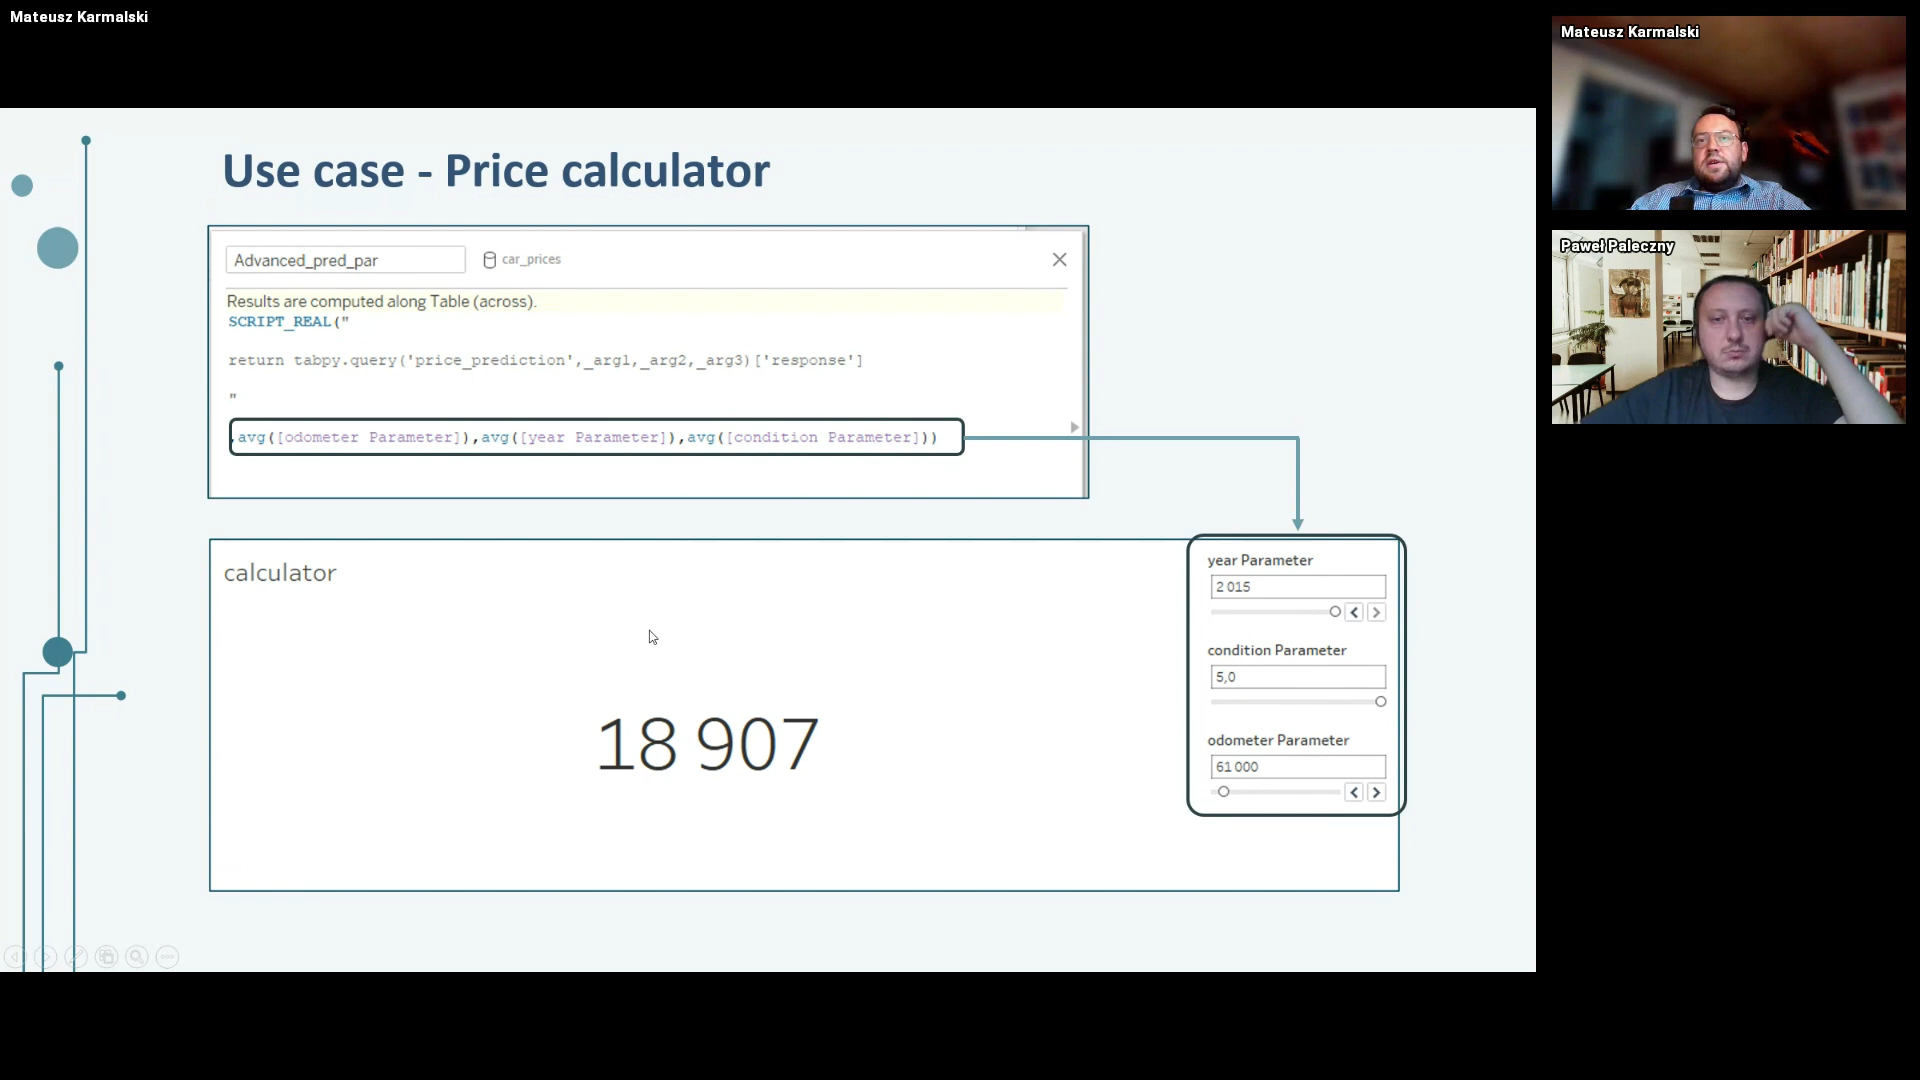 Mateusz Karmalski
Mateusz Karmalski
Paweł Paleczny
Use case - Price calculator
Advanced_pred_par
car_prices
Results are computed along Table (across).
SCRIPT_REAL("
return tabpy.query('price_prediction',_arg1,_arg2,_arg3)['response']
"
,avg([odometer Parameter]),avg([year Parameter]),avg([condition Parameter]))
calculator
18 907
year Parameter
2 015
condition Parameter
5,0
odometer Parameter
61 000